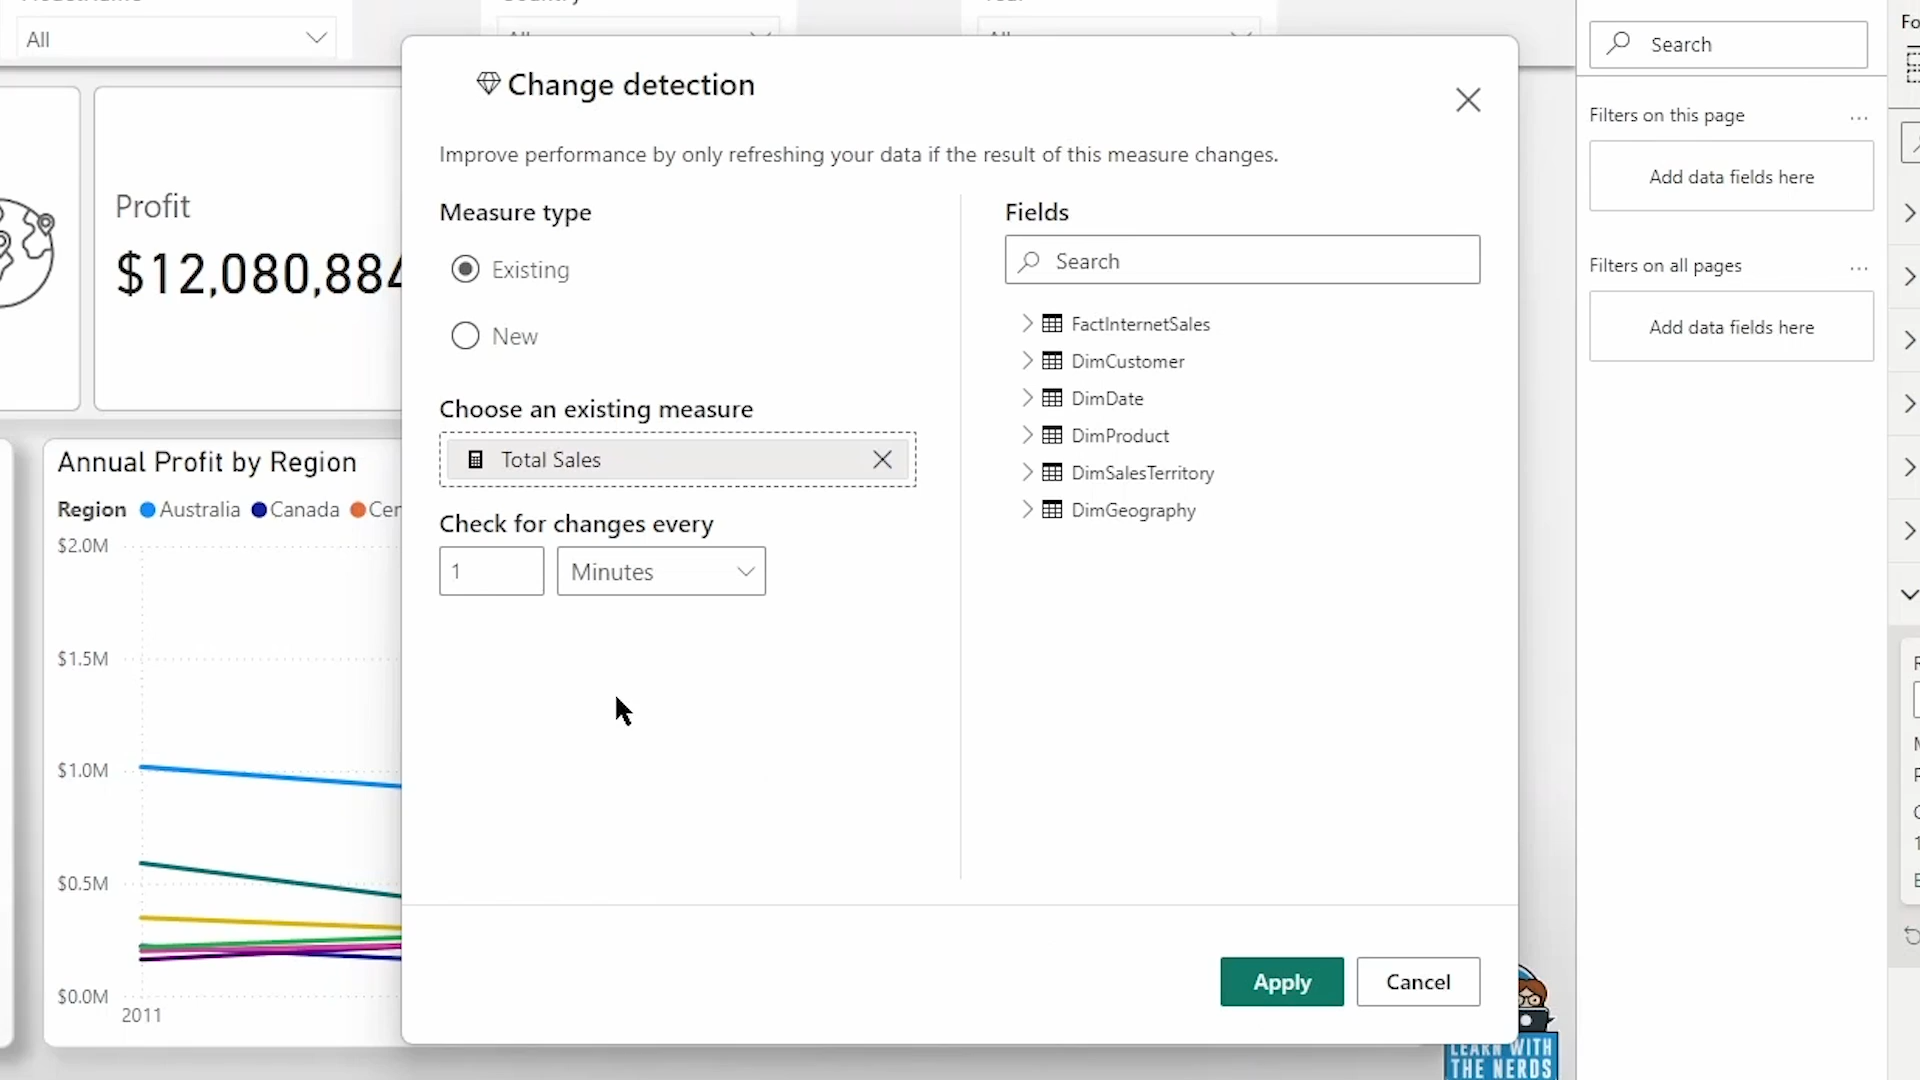 All
Change detection
Improve performance by only refreshing your data if the result of this measure changes.
Measure type
Existing
New
Choose an existing measure
Total Sales
Check for changes every
1
Minutes
Fields
Search
FactInternetSales
DimCustomer
DimDate
DimProduct
DimSalesTerritory
DimGeography
Apply
Cancel
Profit
$12,080,884
Annual Profit by Region
Region
Australia
Canada
Cen
$2.0M
$1.5M
$1.0M
$0.5M
$0.0M
2011
Search
Filters on this page
Add data fields here
Filters on all pages
Add data fields here
Fo
LEARN WITH
THE NERDS